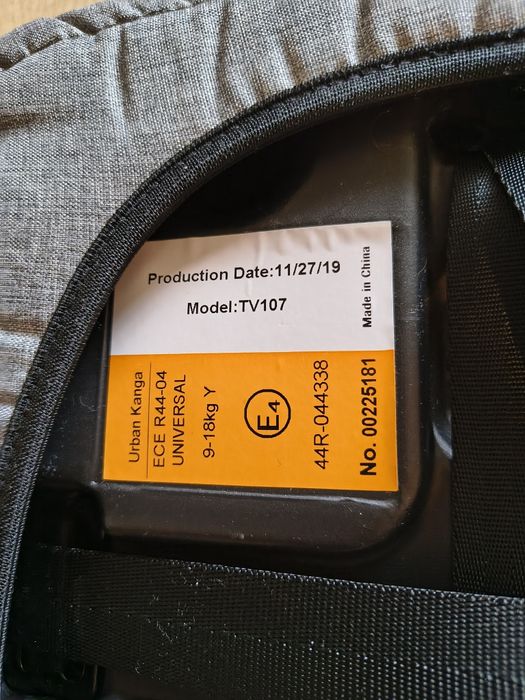 Production Date:11/27/19
Model:TV107
Made in China
Urban Kanga
ECE R44-04
UNIVERSAL
9-18kg Y
E4
44R-044338
No. 00225181